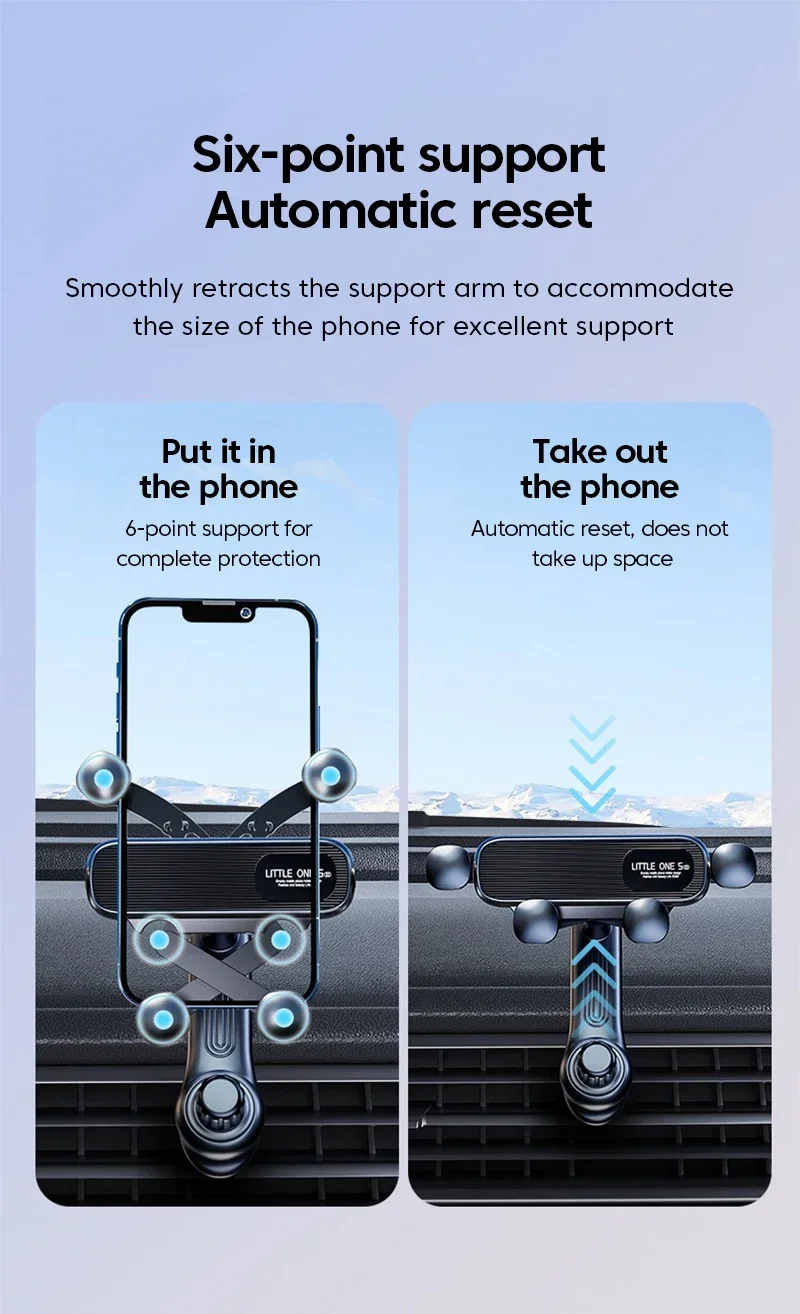 Six-point support
Automatic reset
Smoothly retracts the support arm to accommodate
the size of the phone for excellent support
Put it in
the phone
6-point support for
complete protection
Take out
the phone
Automatic reset, does not
take up space
LITTLE ONE 5
LITTLE ONE 5